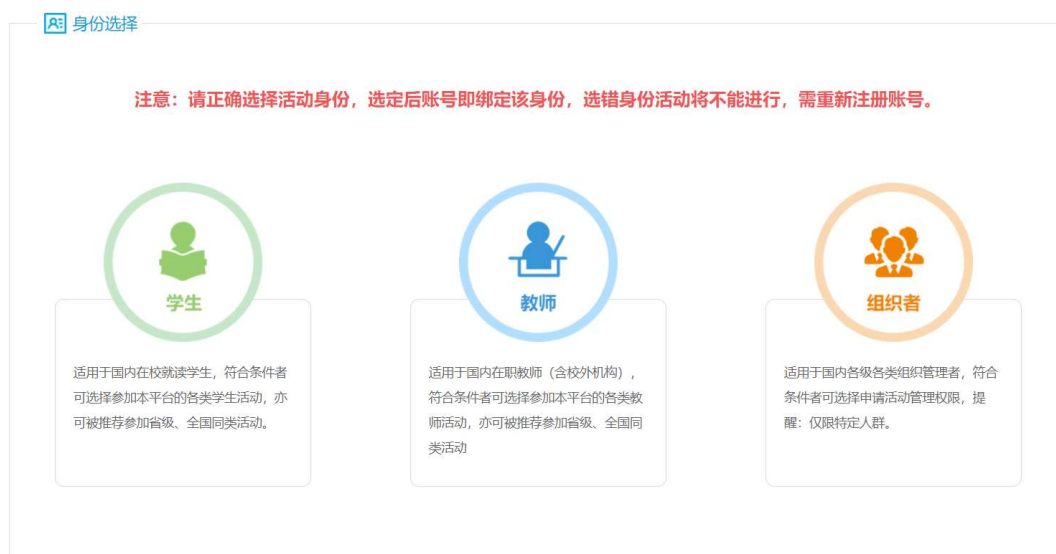 身份选择
注意：请正确选择活动身份，选定后账号即绑定该身份，选错身份活动将不能进行，需重新注册账号。
学生
适用于国内在校就读学生，符合条件者
可选择参加本平台的各类学生活动，亦
可被推荐参加省级、全国同类活动。
教师
适用于国内在职教师（含校外机构），
符合条件者可选择参加本平台的各类教
师活动，亦可被推荐参加省级、全国同
类活动
组织者
适用于国内各级各类组织管理者，符合
条件者可选择申请活动管理权限，提
醒：仅限特定人群。